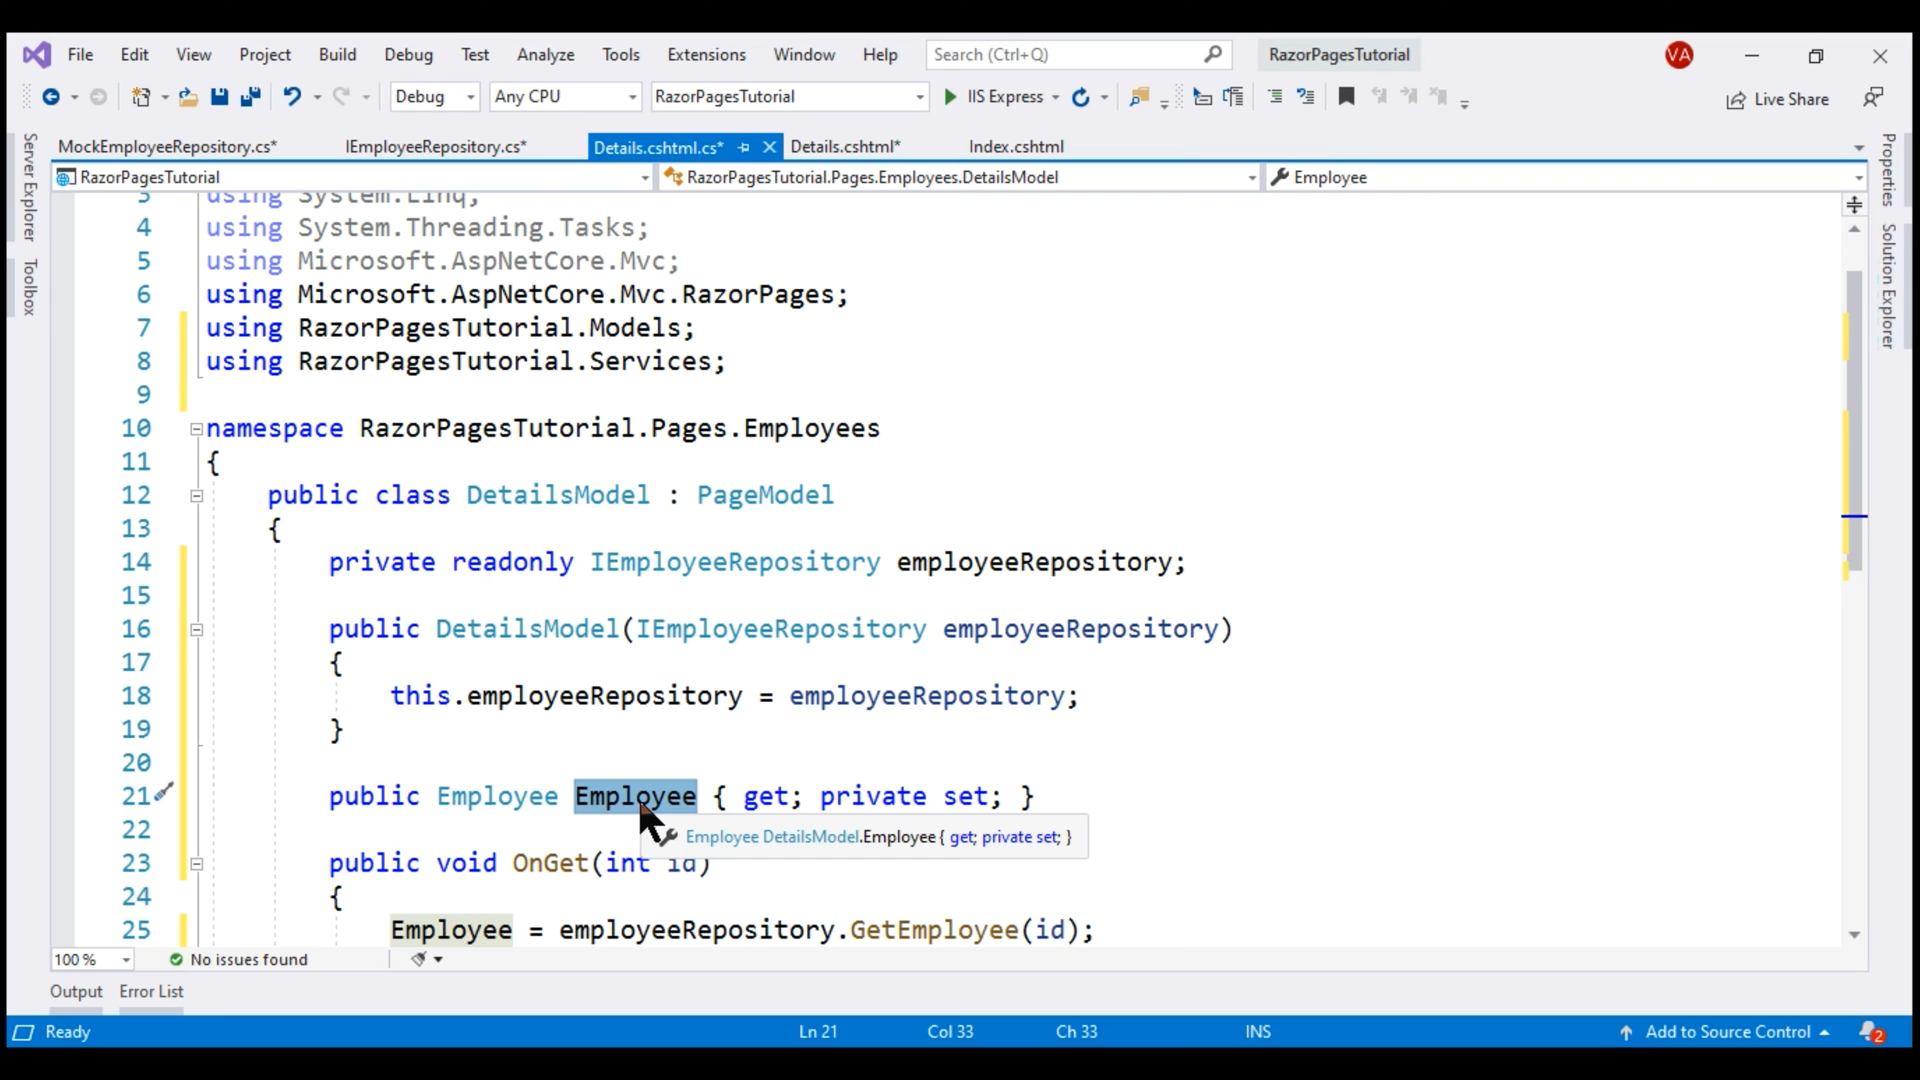 File Edit View Project Build Debug Test Analyze Tools Extensions Window Help Search (Ctrl+Q) RazorPagesTutorial VA
Debug Any CPU RazorPagesTutorial IIS Express Live Share
MockEmployeeRepository.cs* IEmployeeRepository.cs* Details.cshtml.cs* Details.cshtml* Index.cshtml
RazorPagesTutorial RazorPagesTutorial.Pages.Employees.DetailsModel Employee
Server Explorer
Toolbox
Properties
Solution Explorer
3 using System.Linq;
4 using System.Threading.Tasks;
5 using Microsoft.AspNetCore.Mvc;
6 using Microsoft.AspNetCore.Mvc.RazorPages;
7 using RazorPagesTutorial.Models;
8 using RazorPagesTutorial.Services;
9
10 namespace RazorPagesTutorial.Pages.Employees
11 {
12 public class DetailsModel : PageModel
13 {
14 private readonly IEmployeeRepository employeeRepository;
15
16 public DetailsModel(IEmployeeRepository employeeRepository)
17 {
18 this.employeeRepository = employeeRepository;
19 }
20
21 public Employee Employee { get; private set; }
22 Employee DetailsModel.Employee { get; private set; }
23 public void OnGet(int id)
24 {
25 Employee = employeeRepository.GetEmployee(id);
100 % No issues found
Output Error List
Ready Ln 21 Col 33 Ch 33 INS Add to Source Control 2